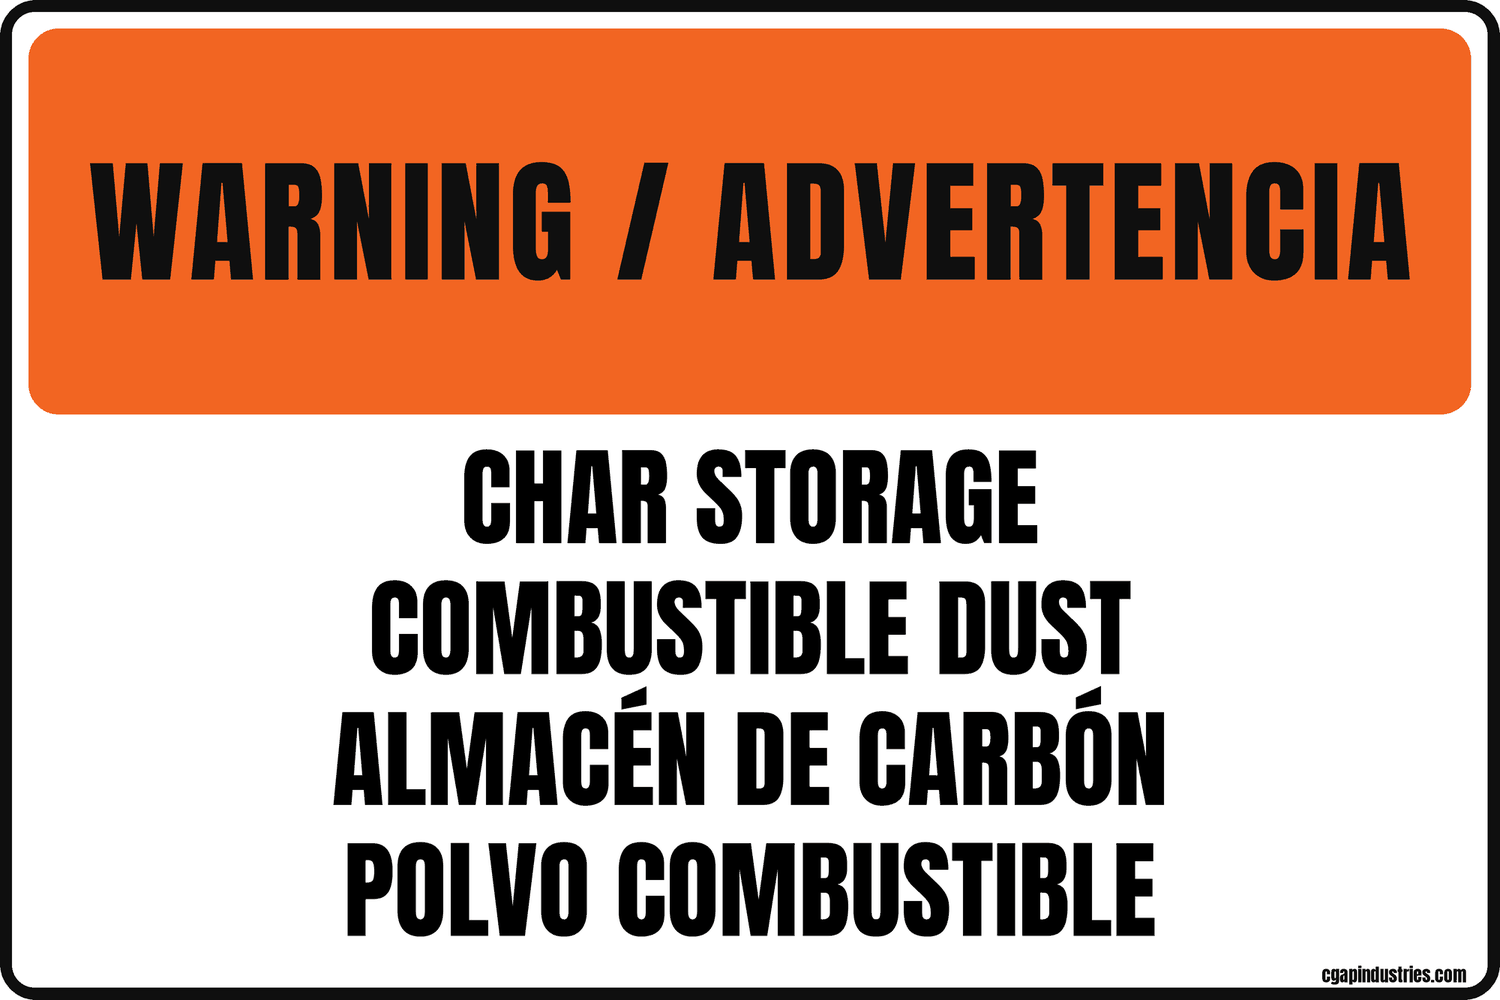 WARNING / ADVERTENCIA
CHAR STORAGE
COMBUSTIBLE DUST
ALMACÉN DE CARBÓN
POLVO COMBUSTIBLE
cgapindustries.com